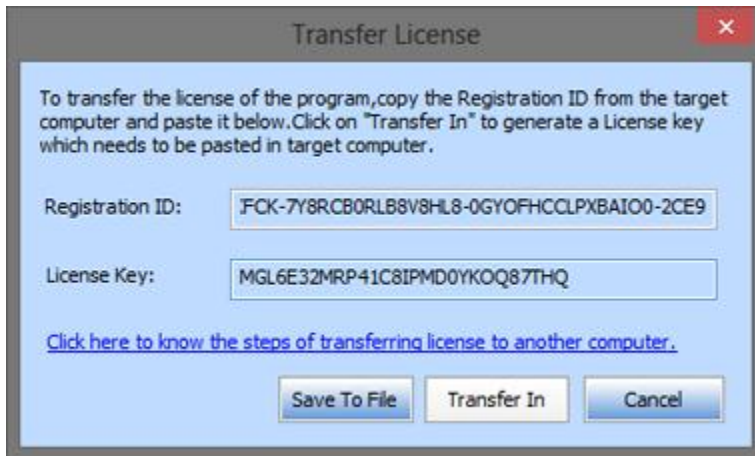 Transfer License
To transfer the license of the program,copy the Registration ID from the target
computer and paste it below.Click on "Transfer In" to generate a License key
which needs to be pasted in target computer.
Registration ID: FCK-7Y8RCB0RLB8V8HL8-0GYOFHCCLPXBAIO0-2CE9
License Key: MGL6E32MRP41C8IPMD0YKOQ87THQ
Click here to know the steps of transferring license to another computer.
Save To File Transfer In Cancel